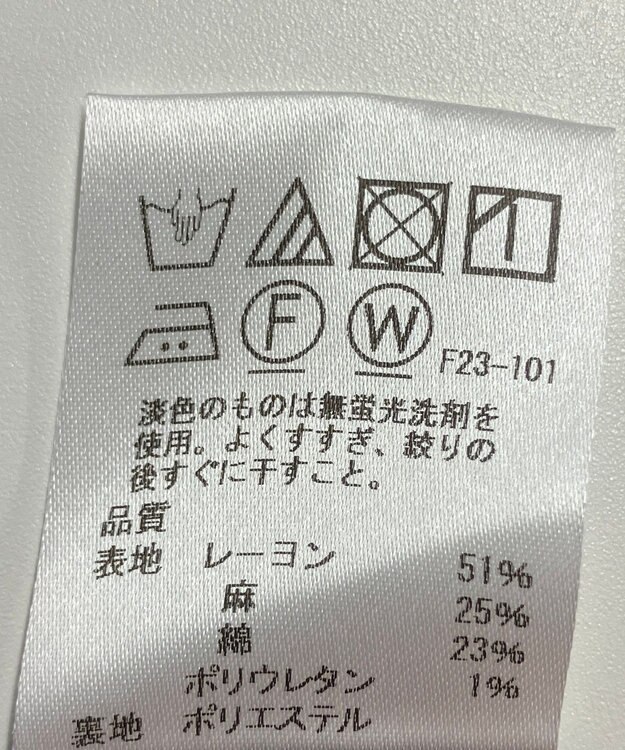 F W F23-101
淡色のものは無蛍光洗剤を
使用。よくすすぎ、絞りの
後すぐに干すこと。
品質
表地 レーヨン 51%
麻 25%
綿 23%
ポリウレタン 1%
裏地 ポリエステル